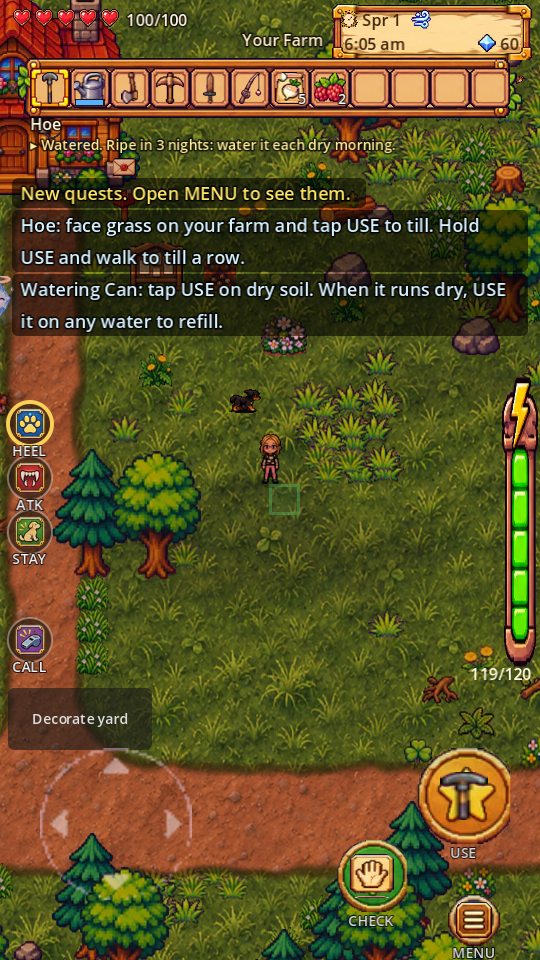 100/100
Spr 1
Your Farm
6:05 am
60
5
2
Hoe
▸ Watered. Ripe in 3 nights: water it each dry morning.
New quests. Open MENU to see them.
Hoe: face grass on your farm and tap USE to till. Hold
USE and walk to till a row.
Watering Can: tap USE on dry soil. When it runs dry, USE
it on any water to refill.
HEEL
ATK
STAY
CALL
119/120
Decorate yard
USE
CHECK
MENU